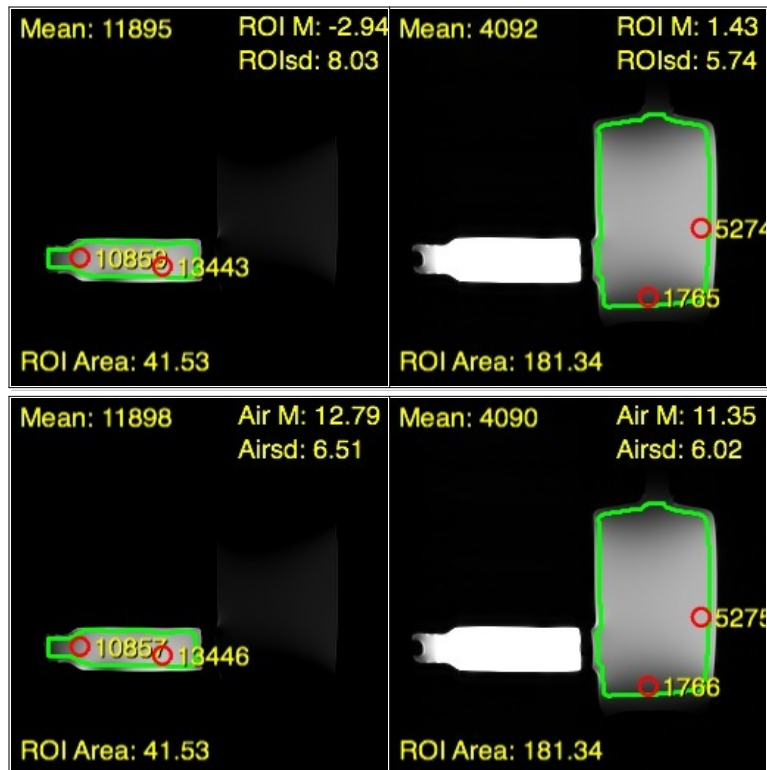 Mean: 11895
ROI M: -2.94
ROIsd: 8.03
10858
13443
ROI Area: 41.53
Mean: 4092
ROI M: 1.43
ROIsd: 5.74
5274
1765
ROI Area: 181.34
Mean: 11898
Air M: 12.79
Airsd: 6.51
10857
13446
ROI Area: 41.53
Mean: 4090
Air M: 11.35
Airsd: 6.02
5275
1766
ROI Area: 181.34